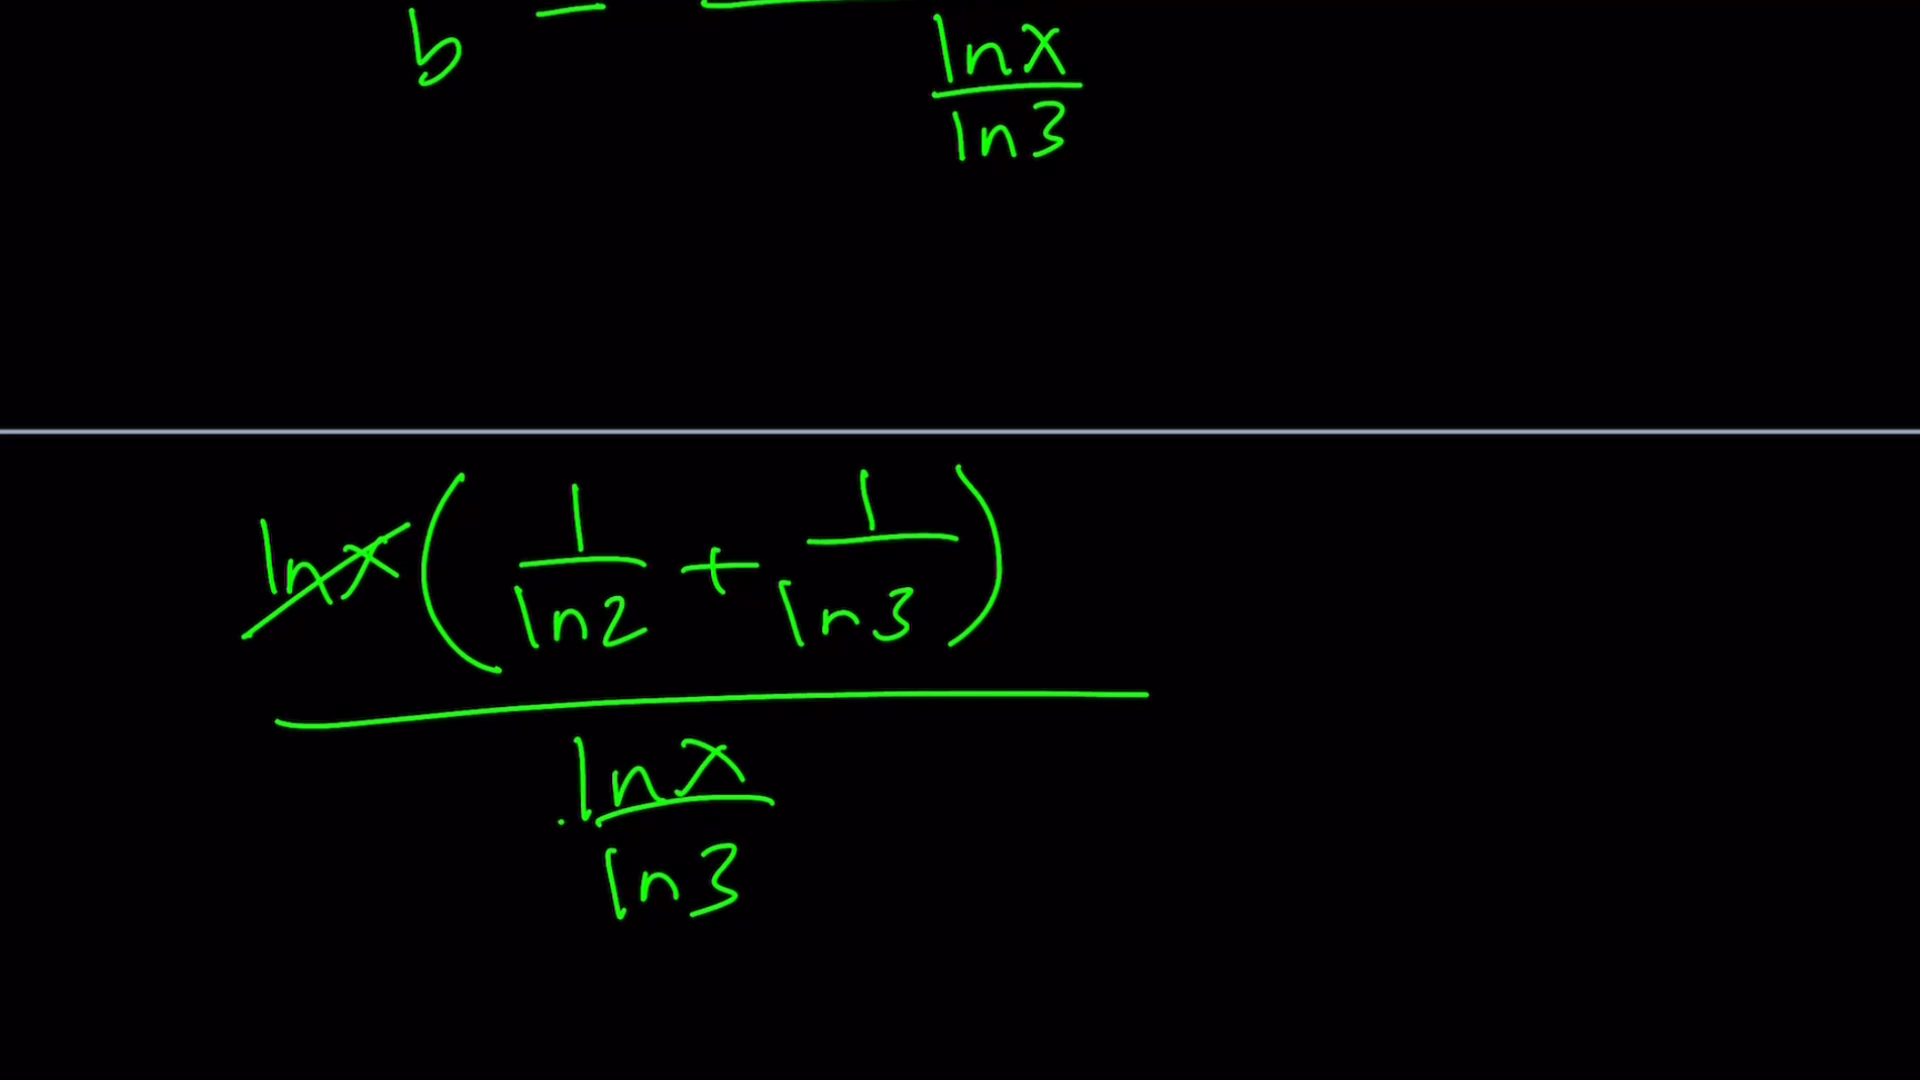 b = ln x / ln 3
ln x ( 1/ln 2 + 1/ln 3 )
ln x / ln 3